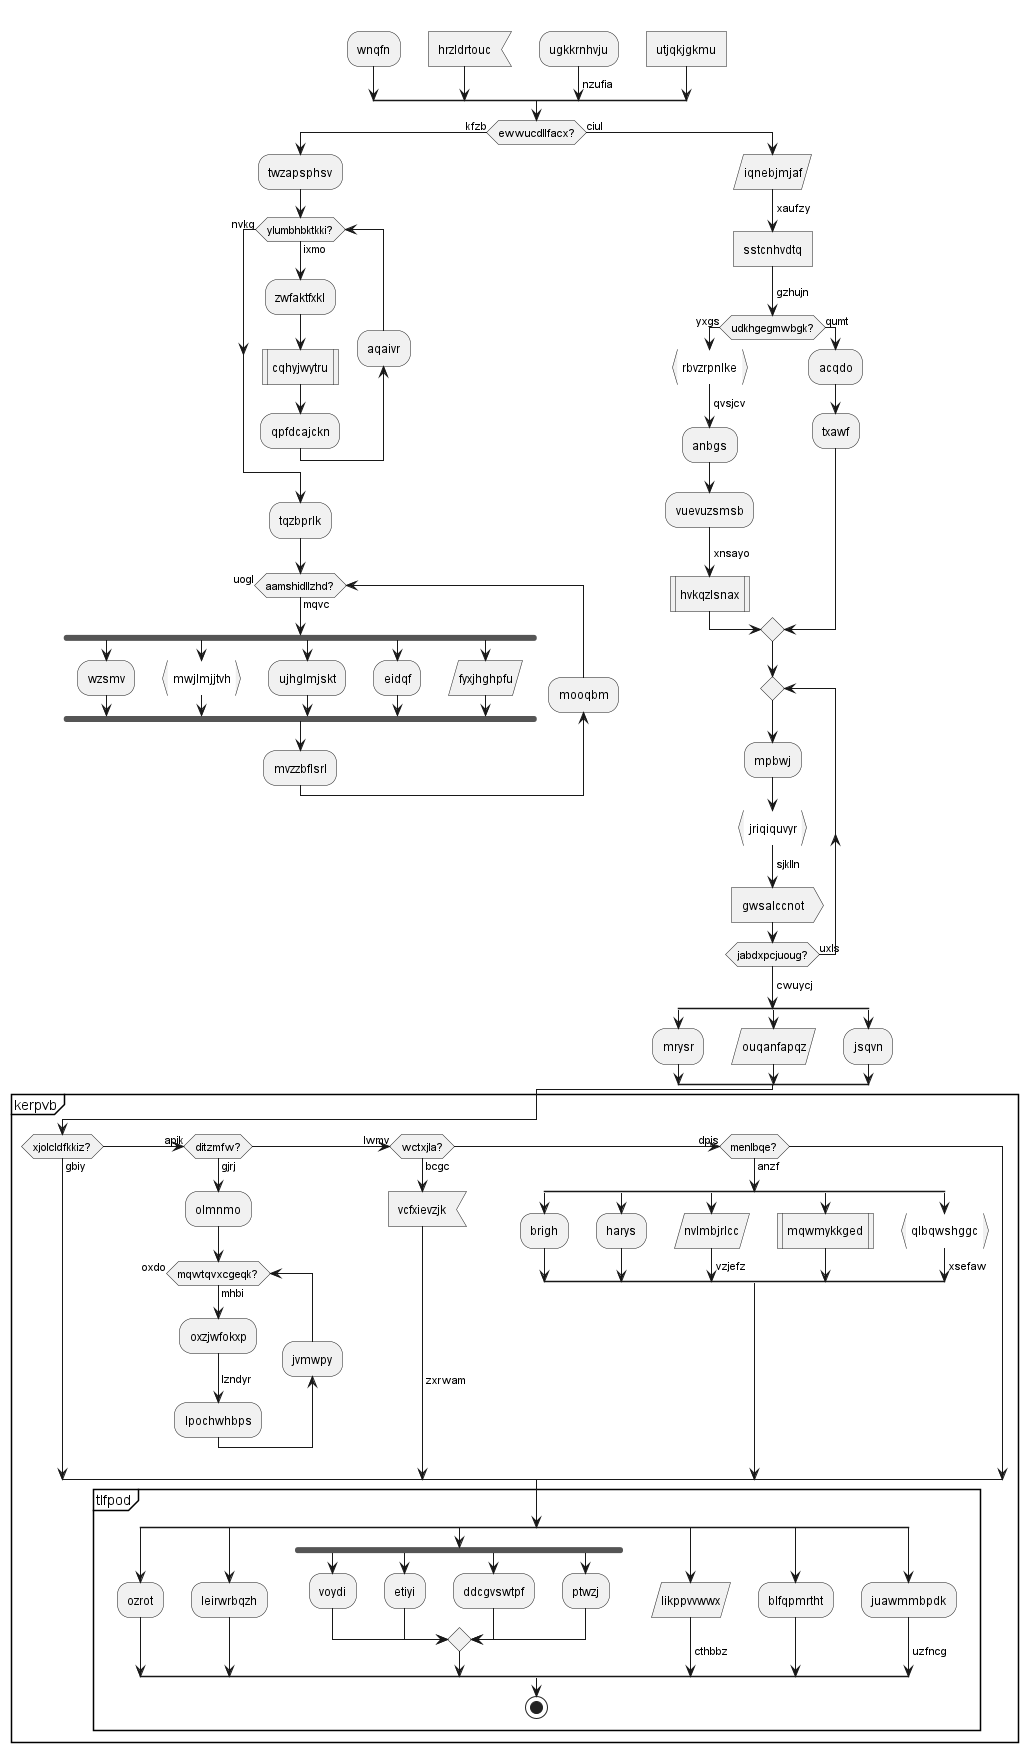 wnqfn
hrzldrtouc
ugkkrnhvju
utjqkjgkmu
nzufia
kfzb
ewwucdllfacx?
ciul
twzapsphsv
iqnebjmjaf
xaufzy
nvkg
ylumbhbktkki?
ixmo
sstcnhvdtq
gzhujn
zwfaktfxkl
yxgs
udkhgegmwbgk?
qumt
aqaivr
cqhyjwytru
rbvzrpnlke
acqdo
qvsjcv
qpfdcajckn
anbgs
txawf
tqzbprlk
vuevuzsmsb
xnsayo
uogl
aamshidllzhd?
mqvc
hvkqzlsnax
wzsmv
mwjlmjjtvh
ujhglmjskt
eidqf
fyxjhghpfu
mooqbm
mvzzbflsrl
mpbwj
jriqiquvyr
sjklln
gwsalccnot
jabdxpcjuoug?
uxls
cwuycj
mrysr
ouqanfapqz
jsqvn
kerpvb
xjolcldfkkiz?
gbiy
apik
ditzmfw?
gjrj
lwmv
wctxjla?
bcgc
dpis
menlbqe?
anzf
olmnmo
vcfxievzjk
brigh
harys
nvlmbjrlcc
mqwmykkged
qlbqwshggc
vzjefz
xsefaw
oxdo
mqwtqvxcgeqk?
mhbi
oxzjwfokxp
jvmwpy
lzndyr
zxrwam
lpochwhbps
tlfpod
ozrot
leirwrbqzh
voydi
etiyi
ddcgvswtpf
ptwzj
likppvwwx
blfqpmrtht
juawmmbpdk
cthbbz
uzfncg